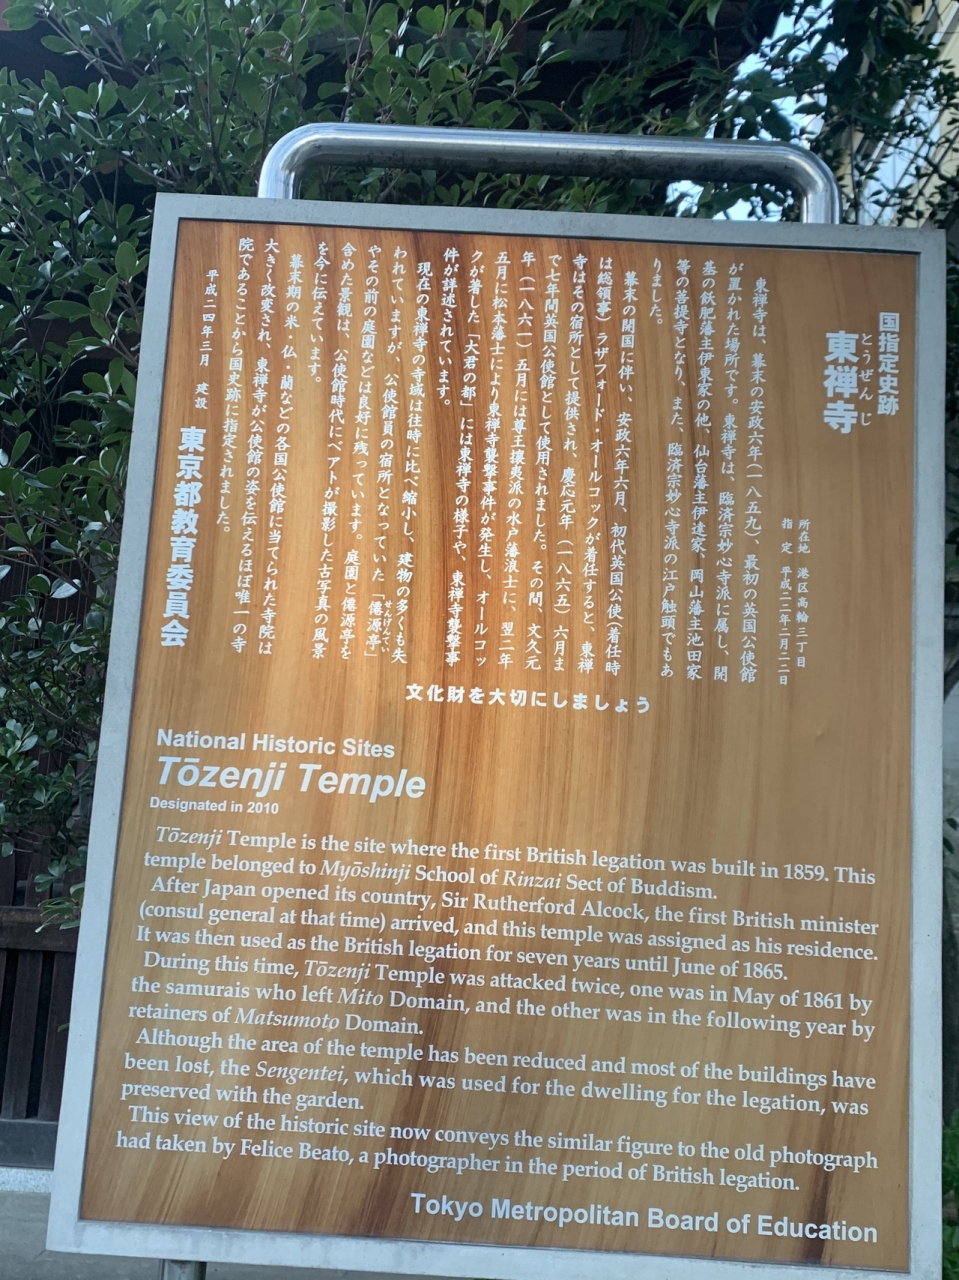 国指定史跡
とうぜんじ
東禅寺
所在地 港区高輪三丁目
指定 平成二二年二月二二日
東禅寺は、幕末の安政六年(一八五九)、最初の英国公使館
が置かれた場所です。東禅寺は、臨済宗妙心寺派に属し、開
基の飫肥藩主伊東家の他、仙台藩主伊達家、岡山藩主池田家
等の菩提寺となり、また、臨済宗妙心寺派の江戸触頭でもあ
りました。
幕末の開国に伴い、安政六年六月、初代英国公使(着任時
は総領事)ラザフォード・オールコックが着任すると、東禅
寺はその宿所として提供され、慶応元年(一八六五)六月ま
で七年間英国公使館として使用されました。その間、文久元
年(一八六一)五月には尊王攘夷派の水戸藩浪士に、翌二年
五月に松本藩士により東禅寺襲撃事件が発生し、オールコッ
クが著した「大君の都」には東禅寺の様子や、東禅寺襲撃事
件が詳述されています。
現在の東禅寺の寺域は往時に比べ縮小し、建物の多くも失
われていますが、公使館員の宿所となっていた「僊源亭」
せんげんてい
やその前の庭園などは良好に残っています。庭園と僊源亭を
含めた景観は、公使館時代にベアトが撮影した古写真の風景
を今に伝えています。
幕末期の米・仏・蘭などの各国公使館に当てられた寺院は
大きく改変され、東禅寺が公使館の姿を伝えるほぼ唯一の寺
院であることから国史跡に指定されました。
平成二四年三月 建設
東京都教育委員会
文化財を大切にしましょう
National Historic Sites
Tōzenji Temple
Designated in 2010
Tōzenji Temple is the site where the first British legation was built in 1859. This
temple belonged to Myōshinji School of Rinzai Sect of Buddism.
After Japan opened its country, Sir Rutherford Alcock, the first British minister
(consul general at that time) arrived, and this temple was assigned as his residence.
It was then used as the British legation for seven years until June of 1865.
During this time, Tōzenji Temple was attacked twice, one was in May of 1861 by
the samurais who left Mito Domain, and the other was in the following year by
retainers of Matsumoto Domain.
Although the area of the temple has been reduced and most of the buildings have
been lost, the Sengentei, which was used for the dwelling for the legation, was
preserved with the garden.
This view of the historic site now conveys the similar figure to the old photograph
had taken by Felice Beato, a photographer in the period of British legation.
Tokyo Metropolitan Board of Education